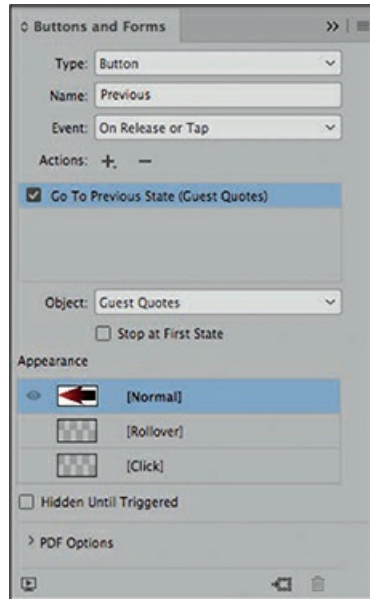 Buttons and Forms
Type: Button
Name: Previous
Event: On Release or Tap
Actions:
Go To Previous State (Guest Quotes)
Object: Guest Quotes
Stop at First State
Appearance
[Normal]
[Rollover]
[Click]
Hidden Until Triggered
PDF Options